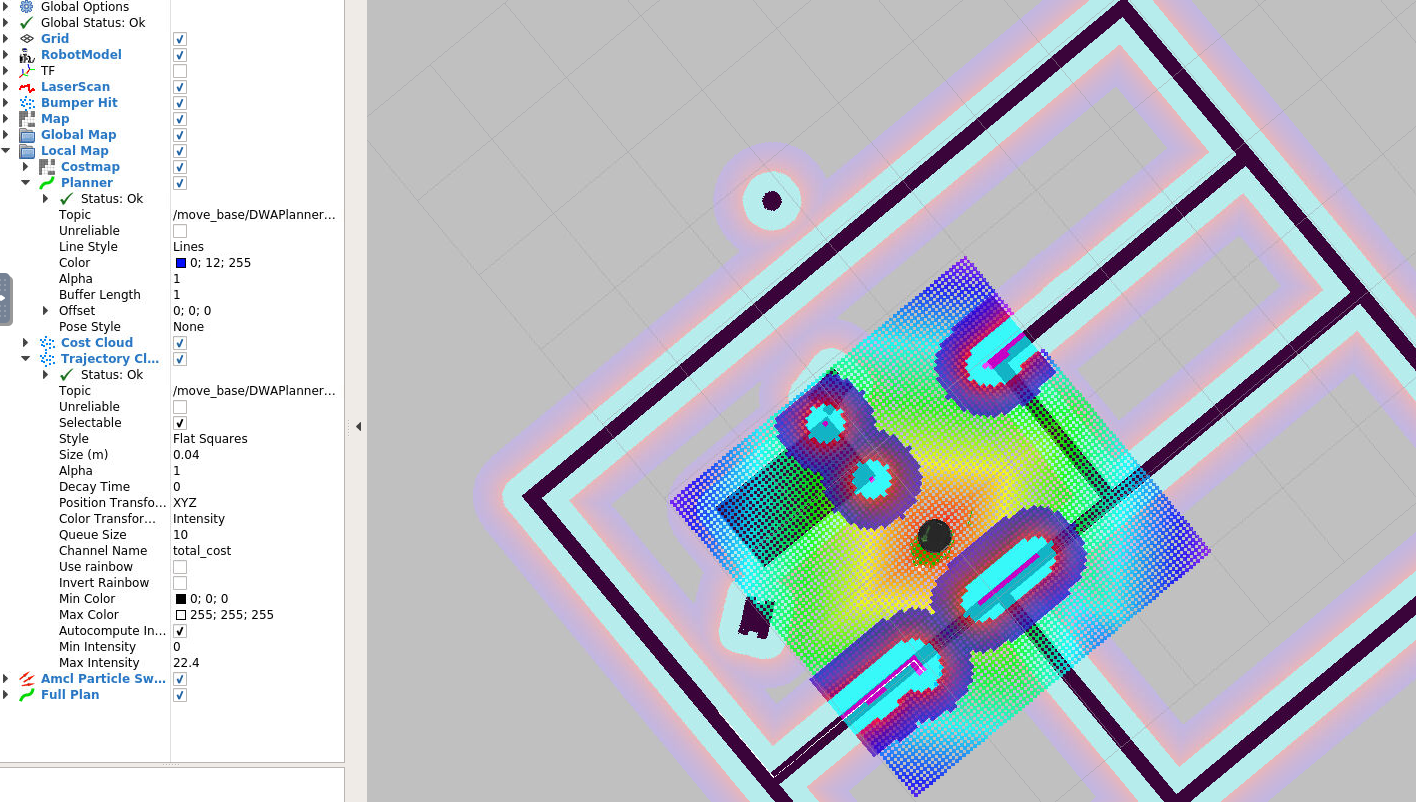 Global Options
Global Status: Ok
Grid
RobotModel
TF
LaserScan
Bumper Hit
Map
Global Map
Local Map
Costmap
Planner
Status: Ok
Topic /move_base/DWAPlanner...
Unreliable
Line Style Lines
Color 0; 12; 255
Alpha 1
Buffer Length 1
Offset 0; 0; 0
Pose Style None
Cost Cloud
Trajectory Cl...
Status: Ok
Topic /move_base/DWAPlanner...
Unreliable
Selectable
Style Flat Squares
Size (m) 0.04
Alpha 1
Decay Time 0
Position Transfo... XYZ
Color Transfor... Intensity
Queue Size 10
Channel Name total_cost
Use rainbow
Invert Rainbow
Min Color 0; 0; 0
Max Color 255; 255; 255
Autocompute In...
Min Intensity 0
Max Intensity 22.4
Amcl Particle Sw...
Full Plan